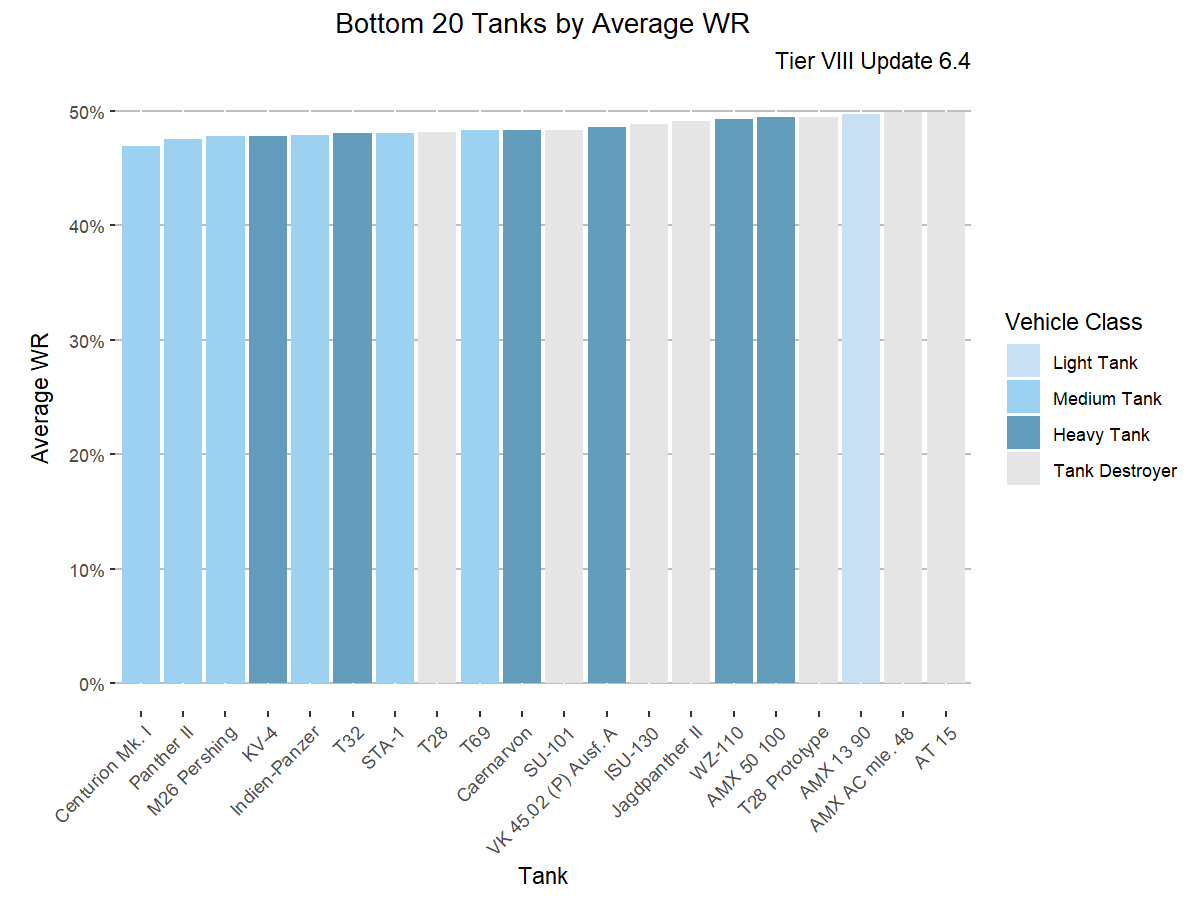 Bottom 20 Tanks by Average WR
Tier VIII Update 6.4
50%
40%
30%
20%
10%
0%
Average WR
Centurion Mk. I
Panther II
M26 Pershing
KV-4
Indien-Panzer
T32
STA-1
T28
T69
Caernarvon
SU-101
VK 45.02 (P) Ausf. A
ISU-130
Jagdpanther II
WZ-110
AMX 50 100
T28 Prototype
AMX 13 90
AMX AC mle. 48
AT 15
Tank
Vehicle Class
Light Tank
Medium Tank
Heavy Tank
Tank Destroyer